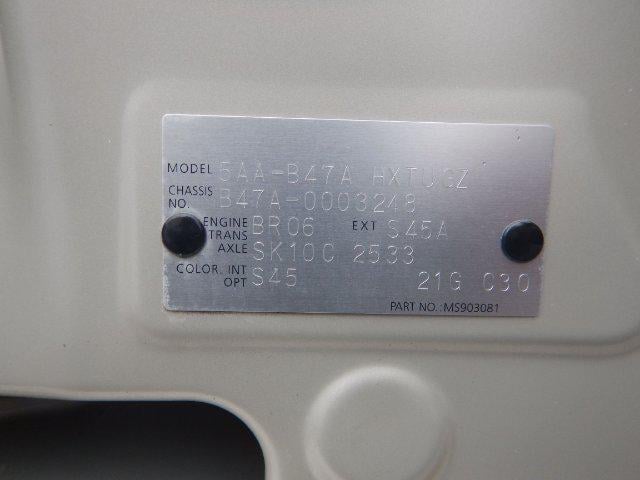 MODEL 5AA-B47A HXTUGZ
CHASSIS NO. B47A-0003248
ENGINE BR06 EXT S45A
TRANS AXLE SK10C 2533
COLOR. INT OPT S45 21G C30
PART NO.:MS903081